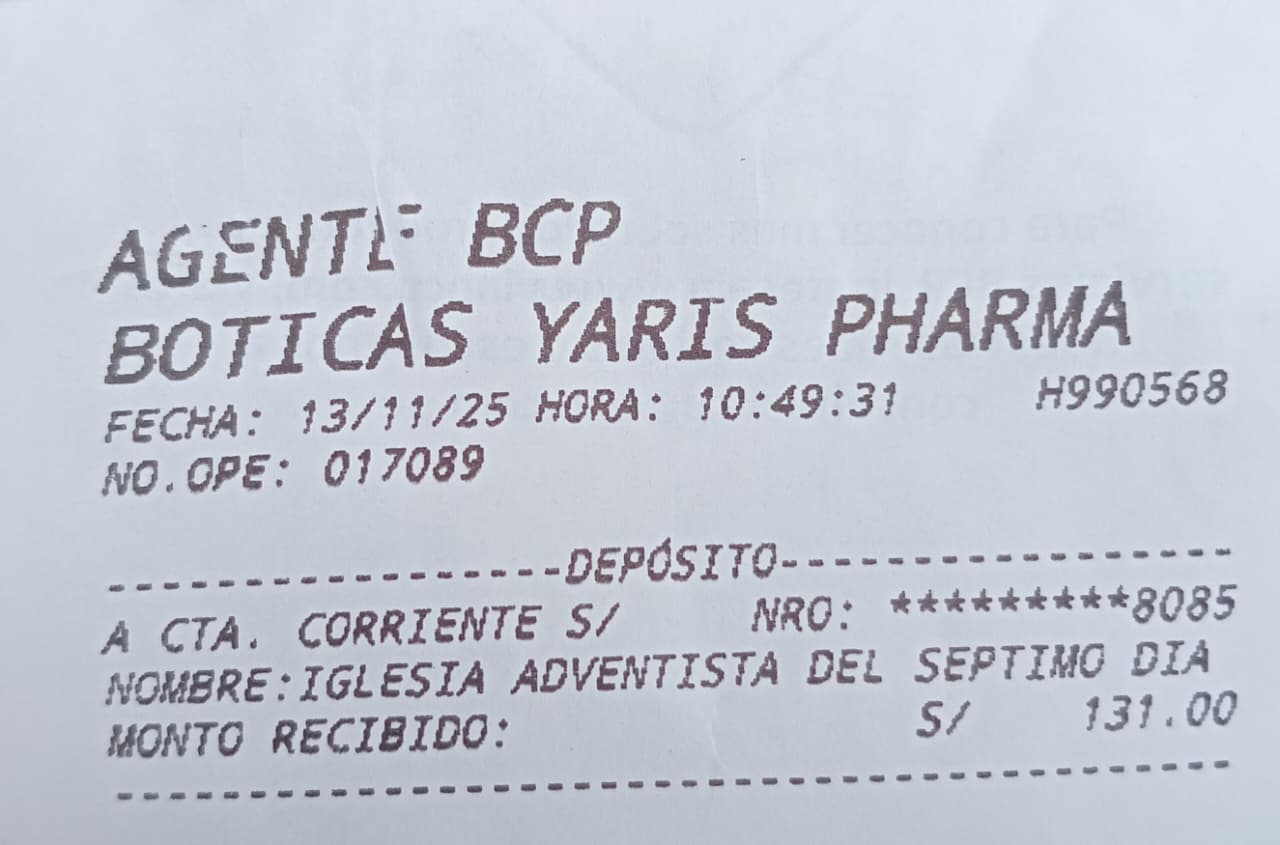 AGENTE BCP
BOTICAS YARIS PHARMA
FECHA: 13/11/25 HORA: 10:49:31 H990568
NO.OPE: 017089
-----------------DEPÓSITO-----------------
A CTA. CORRIENTE S/ NRO: *********8085
NOMBRE:IGLESIA ADVENTISTA DEL SEPTIMO DIA
MONTO RECIBIDO: S/ 131.00
------------------------------------------